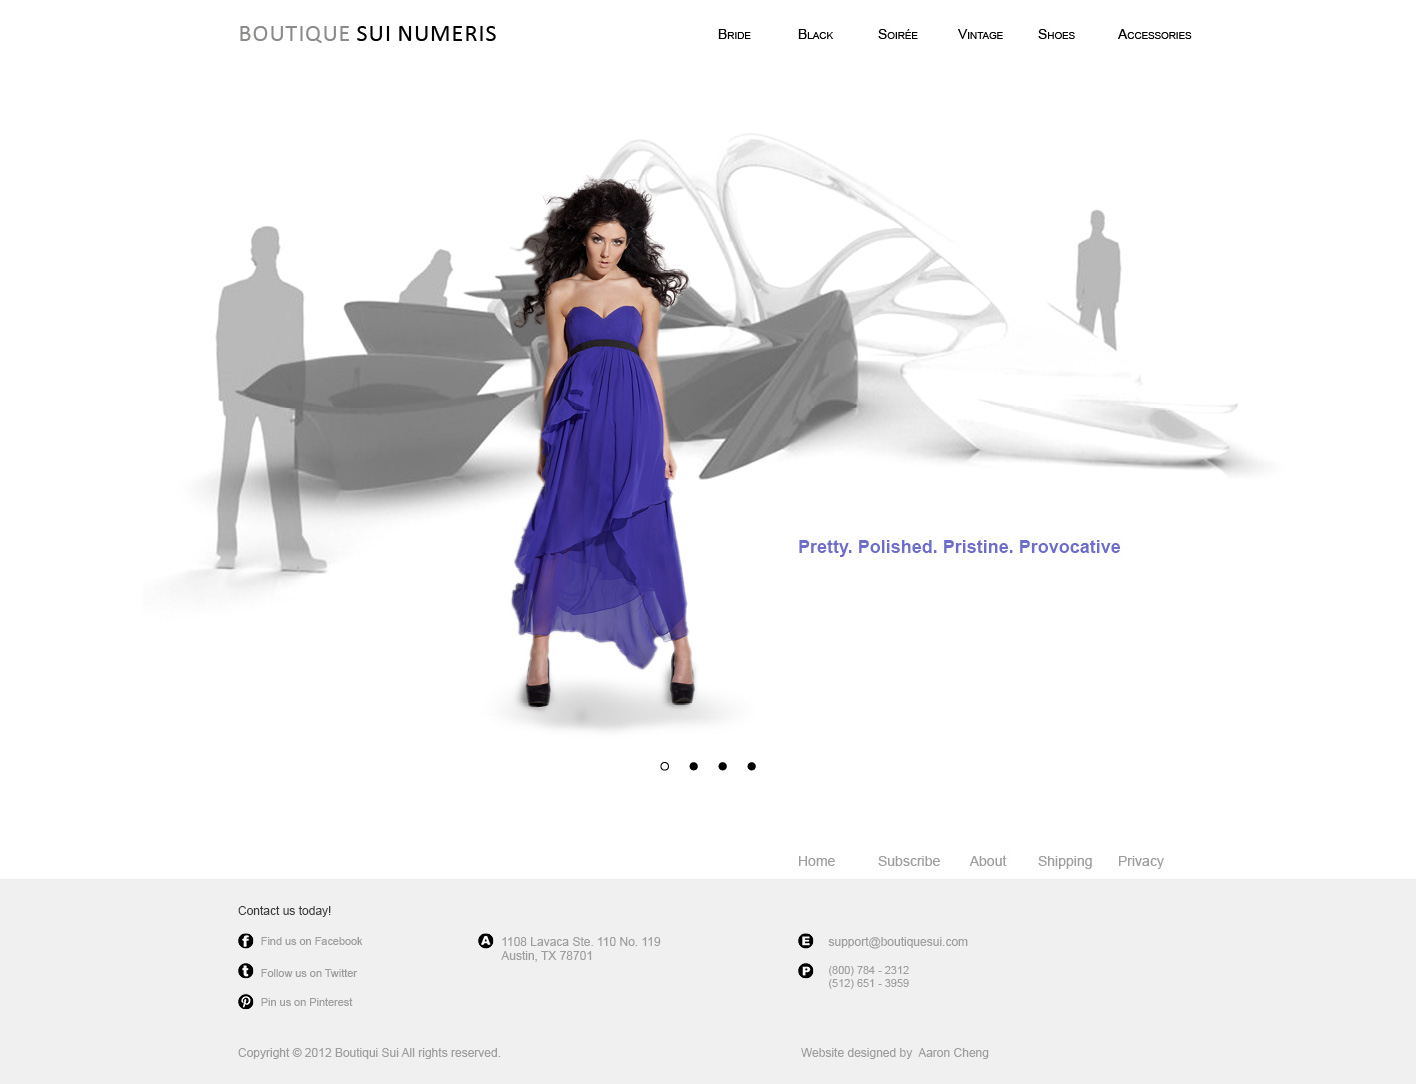 BOUTIQUE SUI NUMERIS
Bride Black Soirée Vintage Shoes Accessories
Pretty. Polished. Pristine. Provocative
Home Subscribe About Shipping Privacy
Contact us today!
f Find us on Facebook
t Follow us on Twitter
P Pin us on Pinterest
A 1108 Lavaca Ste. 110 No. 119
Austin, TX 78701
E support@boutiquesui.com
P (800) 784 - 2312
(512) 651 - 3959
Copyright © 2012 Boutiqui Sui All rights reserved.
Website designed by Aaron Cheng